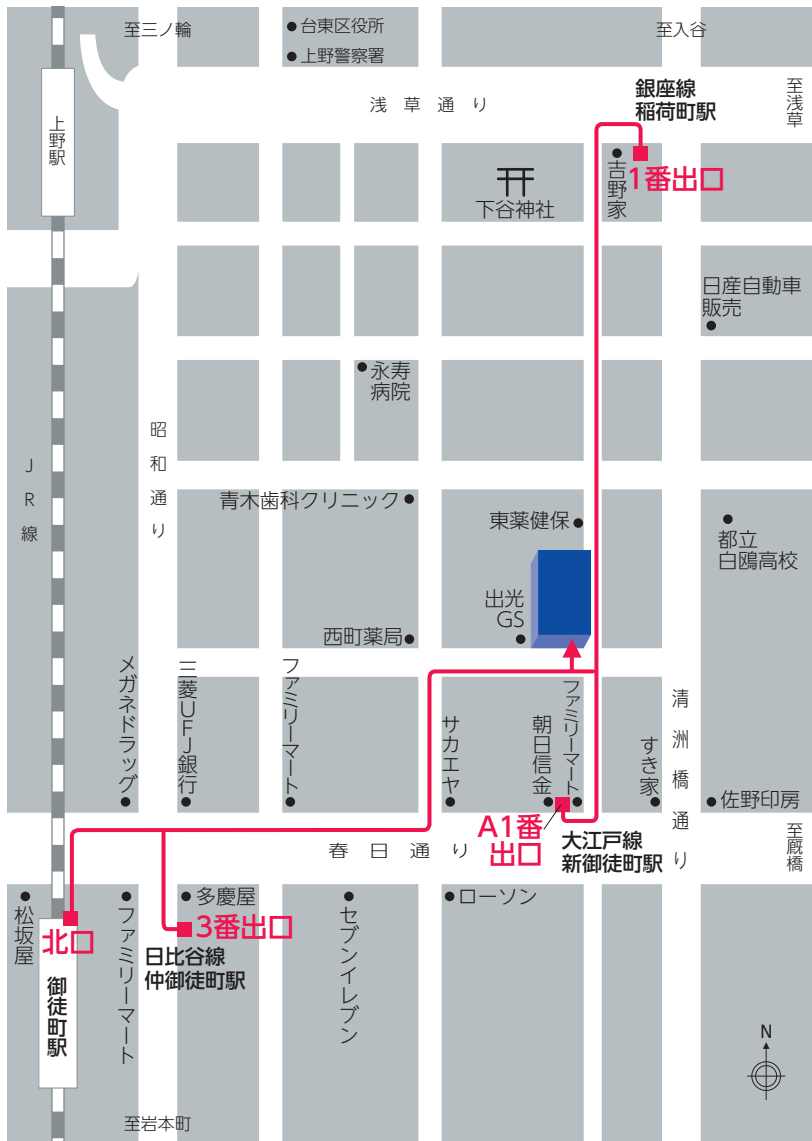 至三ノ輪
台東区役所
上野警察署
至入谷
浅草通り
銀座線
稲荷町駅
至浅草
上野駅
1番出口
吉野家
下谷神社
日産自動車
販売
永寿
病院
昭和通り
JR線
青木歯科クリニック
東薬健保
都立
白鴎高校
出光
GS
西町薬局
メガネドラッグ
三菱UFJ銀行
ファミリーマート
サカエヤ
朝日信金
ファミリーマート
すき家
清洲橋通り
佐野印房
A1番
出口
大江戸線
新御徒町駅
春日通り
至厩橋
松坂屋
北口
御徒町駅
ファミリーマート
多慶屋
3番出口
日比谷線
仲御徒町駅
セブンイレブン
ローソン
N
至岩本町